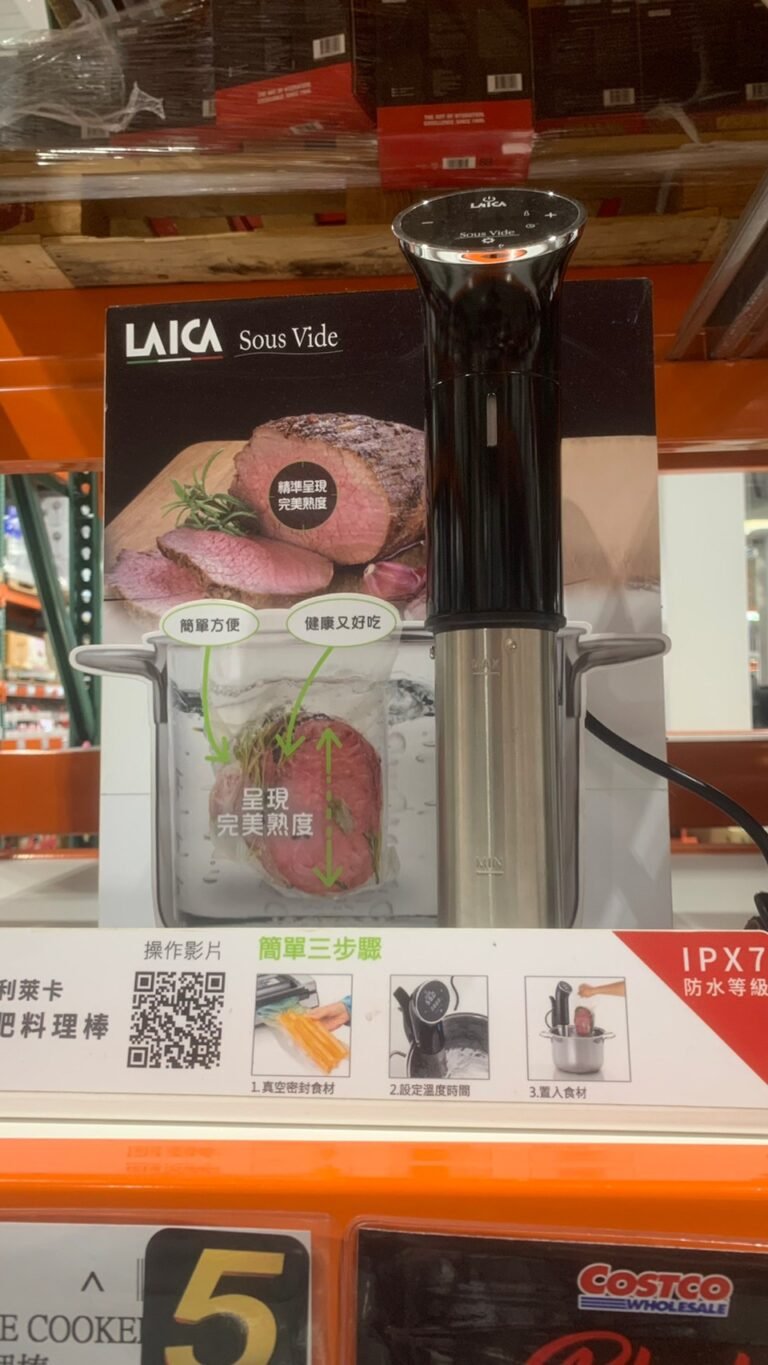 LAICA
Sous Vide
LAICA Sous Vide
精準呈現
完美熟度
簡單方便
健康又好吃
呈現
完美熟度
MAX
MIN
操作影片
簡單三步驟
IPX7
防水等級
利萊卡
肥料理棒
1.真空密封食材
2.設定溫度時間
3.置入食材
5
COSTCO
WHOLESALE
E COOKE